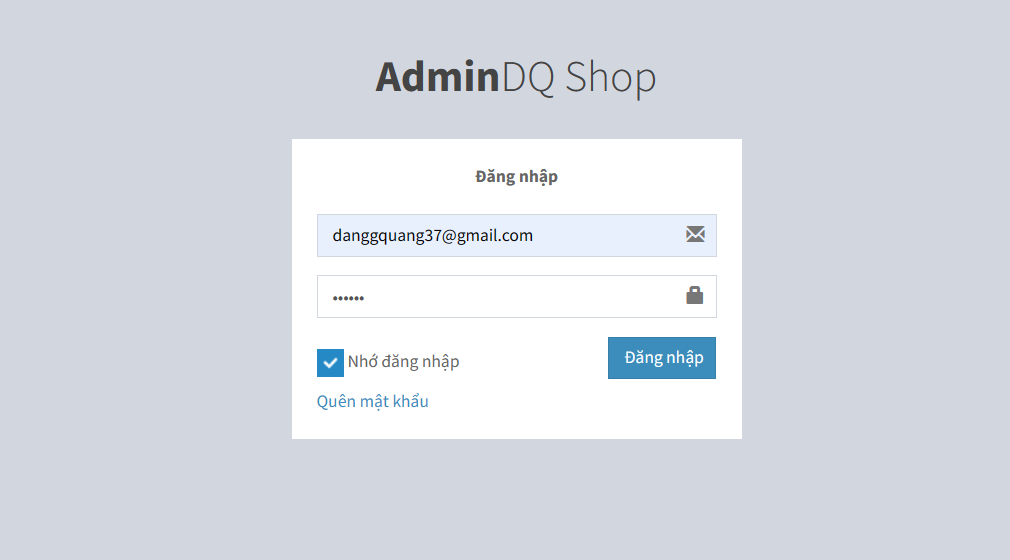 AdminDQ Shop
Đăng nhập
danggquang37@gmail.com
••••••
Nhớ đăng nhập
Đăng nhập
Quên mật khẩu